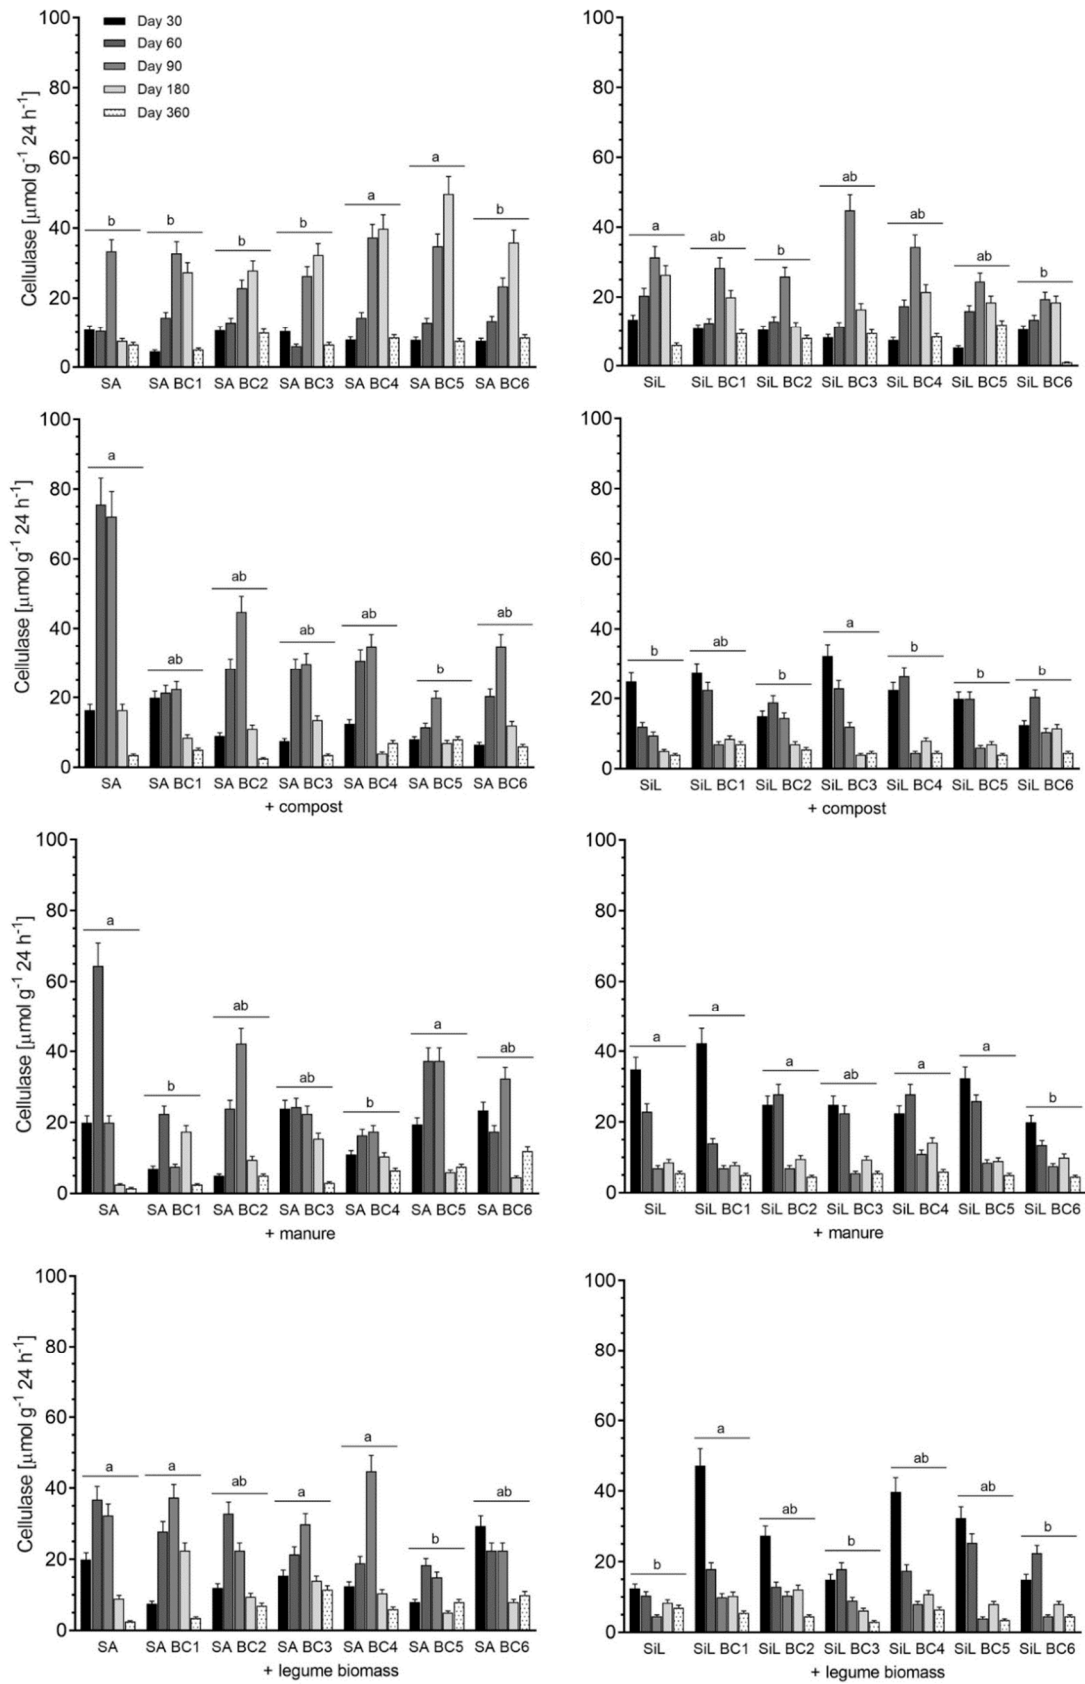 Cellulase [µmol g⁻¹ 24 h⁻¹]
100
80
60
40
20
0
Day 30
Day 60
Day 90
Day 180
Day 360
b b b b a a b
SA SA BC1 SA BC2 SA BC3 SA BC4 SA BC5 SA BC6
100
80
60
40
20
0
a ab b ab ab ab b
SiL SiL BC1 SiL BC2 SiL BC3 SiL BC4 SiL BC5 SiL BC6
Cellulase [µmol g⁻¹ 24 h⁻¹]
100
80
60
40
20
0
a ab ab ab ab b ab
SA SA BC1 SA BC2 SA BC3 SA BC4 SA BC5 SA BC6
+ compost
100
80
60
40
20
0
b ab b a b b b
SiL SiL BC1 SiL BC2 SiL BC3 SiL BC4 SiL BC5 SiL BC6
+ compost
Cellulase [µmol g⁻¹ 24 h⁻¹]
100
80
60
40
20
0
a b ab ab b a ab
SA SA BC1 SA BC2 SA BC3 SA BC4 SA BC5 SA BC6
+ manure
100
80
60
40
20
0
a a a ab a a b
SiL SiL BC1 SiL BC2 SiL BC3 SiL BC4 SiL BC5 SiL BC6
+ manure
Cellulase [µmol g⁻¹ 24 h⁻¹]
100
80
60
40
20
0
a a ab a a b ab
SA SA BC1 SA BC2 SA BC3 SA BC4 SA BC5 SA BC6
+ legume biomass
100
80
60
40
20
0
b a ab b ab ab b
SiL SiL BC1 SiL BC2 SiL BC3 SiL BC4 SiL BC5 SiL BC6
+ legume biomass